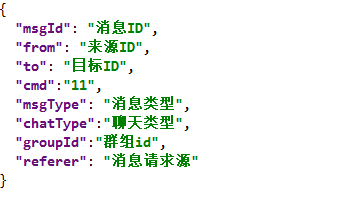 {
"msgId": "消息ID",
"from": "来源ID",
"to": "目标ID",
"cmd":"11",
"msgType": "消息类型",
"chatType":"聊天类型",
"groupId":"群组id",
"referer": "消息请求源"
}